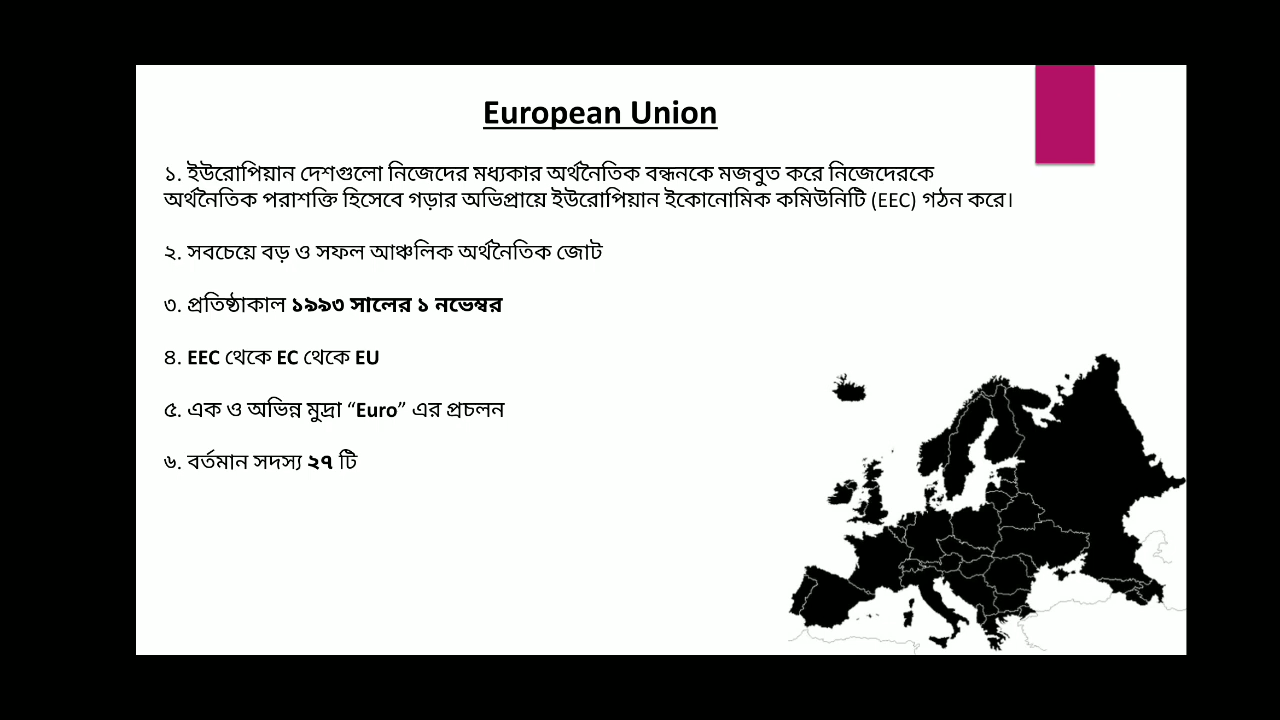 European Union
১. ইউরোপিয়ান দেশগুলো নিজেদের মধ্যকার অর্থনৈতিক বন্ধনকে মজবুত করে নিজেদেরকে
অর্থনৈতিক পরাশক্তি হিসেবে গড়ার অভিপ্রায়ে ইউরোপিয়ান ইকোনোমিক কমিউনিটি (EEC) গঠন করে।
২. সবচেয়ে বড় ও সফল আঞ্চলিক অর্থনৈতিক জোট
৩. প্রতিষ্ঠাকাল ১৯৯৩ সালের ১ নভেম্বর
৪. EEC থেকে EC থেকে EU
৫. এক ও অভিন্ন মুদ্রা “Euro” এর প্রচলন
৬. বর্তমান সদস্য ২৭ টি